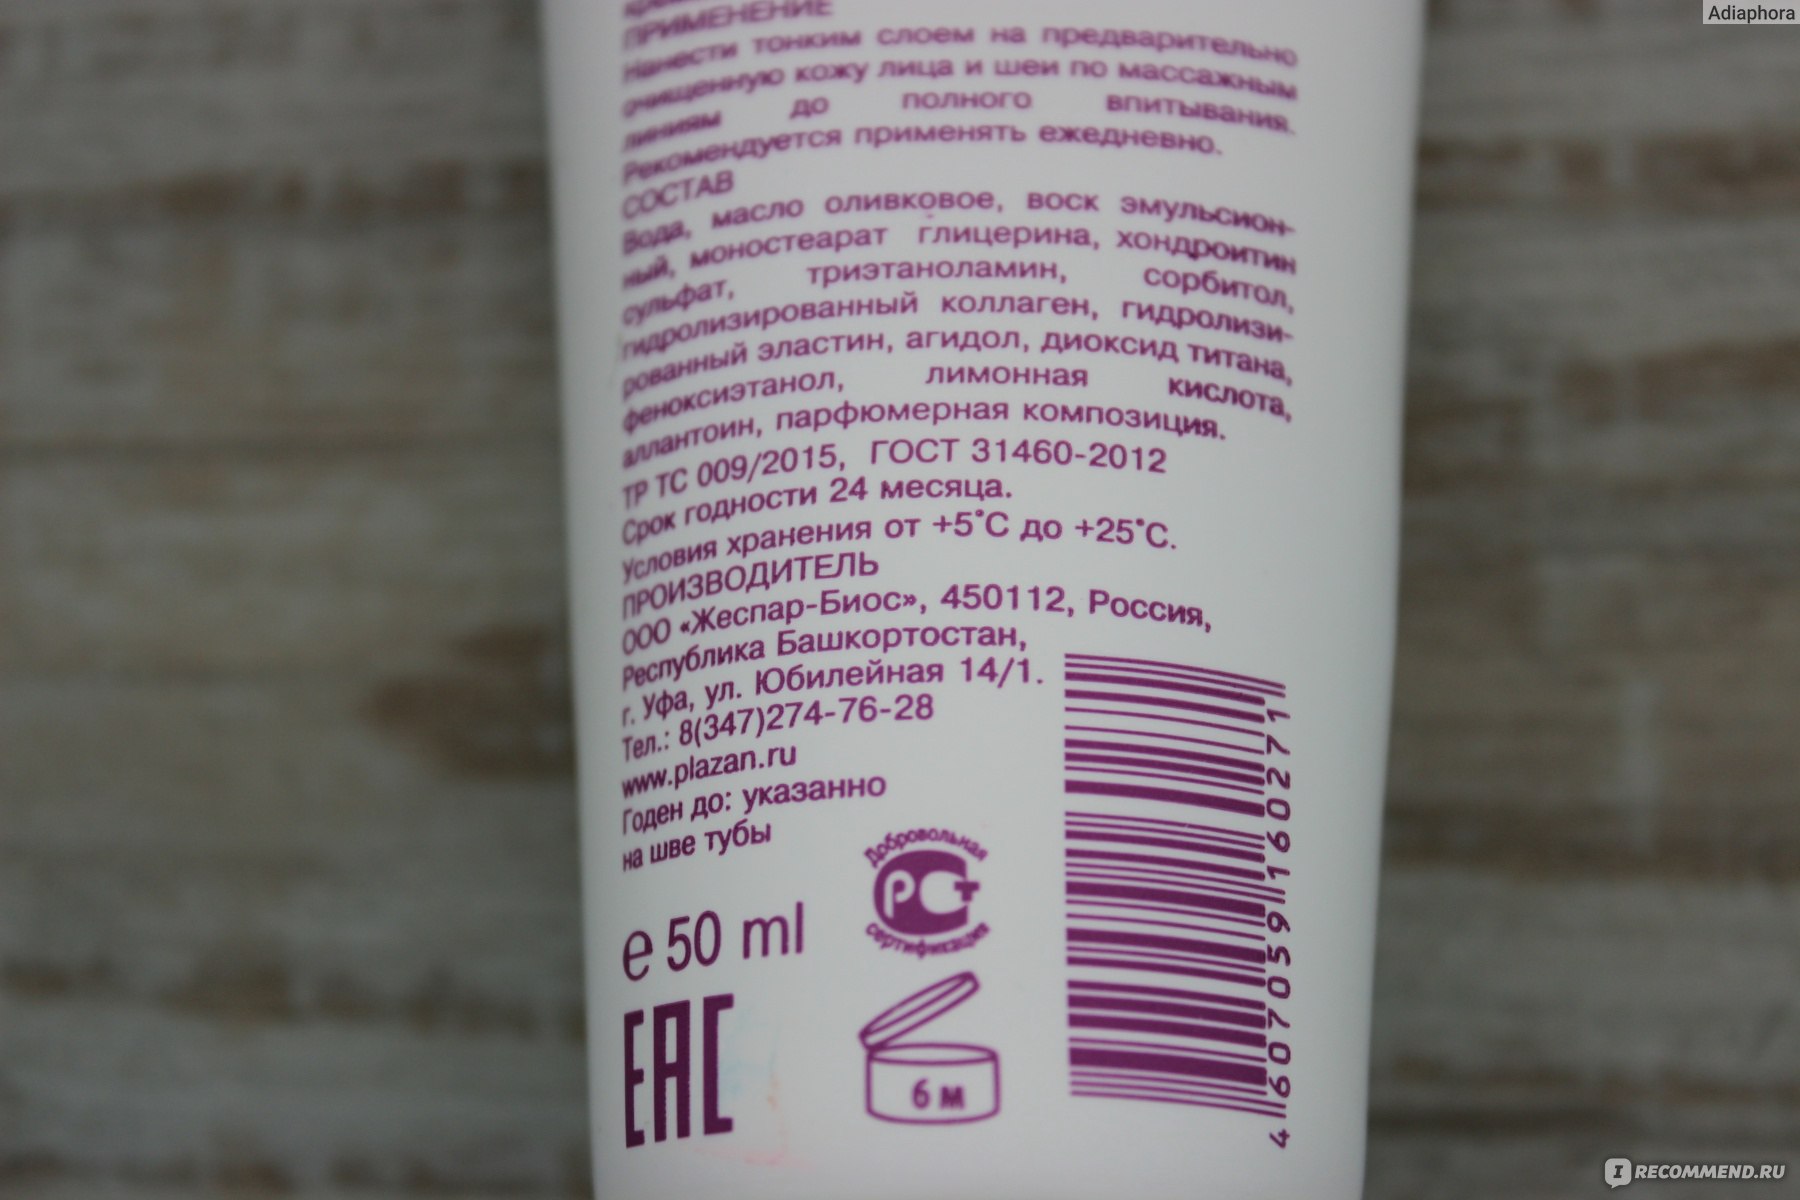 Adiaphora
ПРИМЕНЕНИЕ
Нанести тонким слоем на предварительно
очищенную кожу лица и шеи по массажным
линиям до полного впитывания.
Рекомендуется применять ежедневно.
СОСТАВ
Вода, масло оливковое, воск эмульсион-
ный, моностеарат глицерина, хондроитин
сульфат, триэтаноламин, сорбитол,
гидролизированный коллаген, гидролизи-
рованный эластин, агидол, диоксид титана,
феноксиэтанол, лимонная кислота,
аллантоин, парфюмерная композиция.
ТР ТС 009/2015, ГОСТ 31460-2012
Срок годности 24 месяца.
Условия хранения от +5°С до +25°С.
ПРОИЗВОДИТЕЛЬ
ООО «Жеспар-Биос», 450112, Россия,
Республика Башкортостан,
г. Уфа, ул. Юбилейная 14/1.
Тел.: 8(347)274-76-28
www.plazan.ru
Годен до: указанно
на шве тубы
Добровольная
РСТ
сертификация
e 50 ml
ЕАС
6 м
4 607059 160271
IRECOMMEND.RU